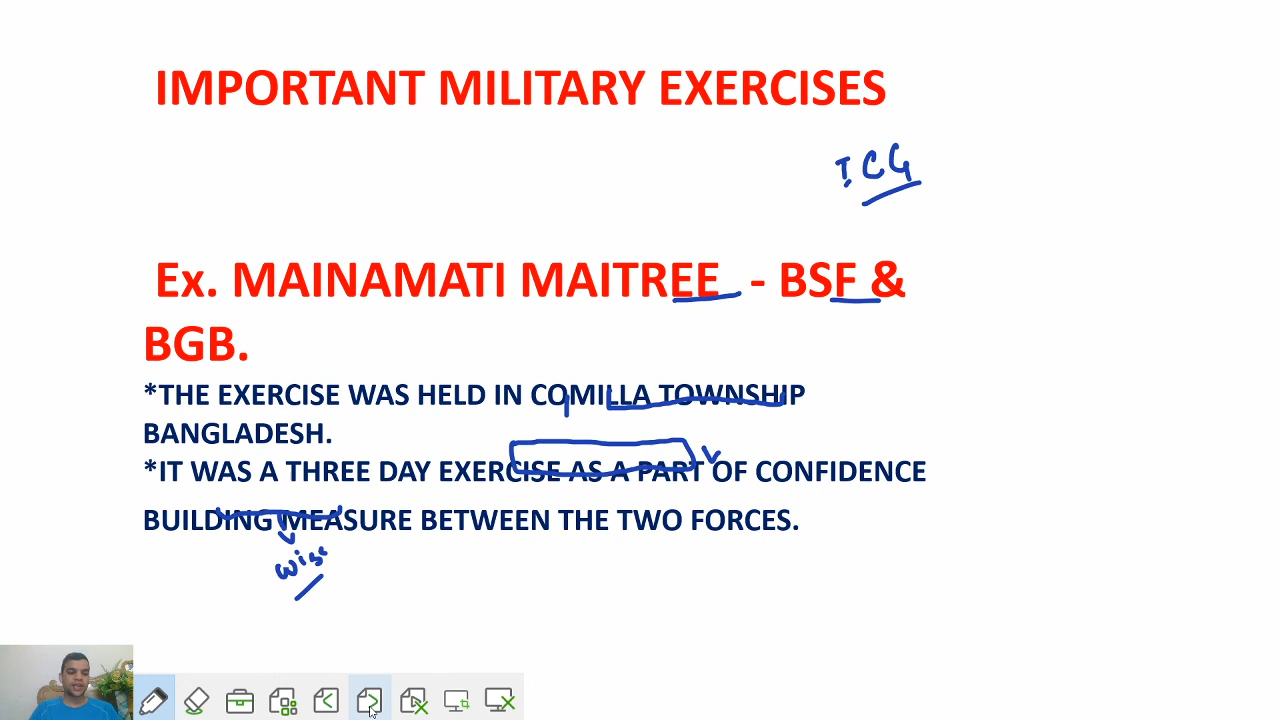 IMPORTANT MILITARY EXERCISES
ICG
Ex. MAINAMATI MAITREE - BSF &
BGB.
*THE EXERCISE WAS HELD IN COMILLA TOWNSHIP
BANGLADESH.
*IT WAS A THREE DAY EXERCISE AS A PART OF CONFIDENCE
BUILDING MEASURE BETWEEN THE TWO FORCES.